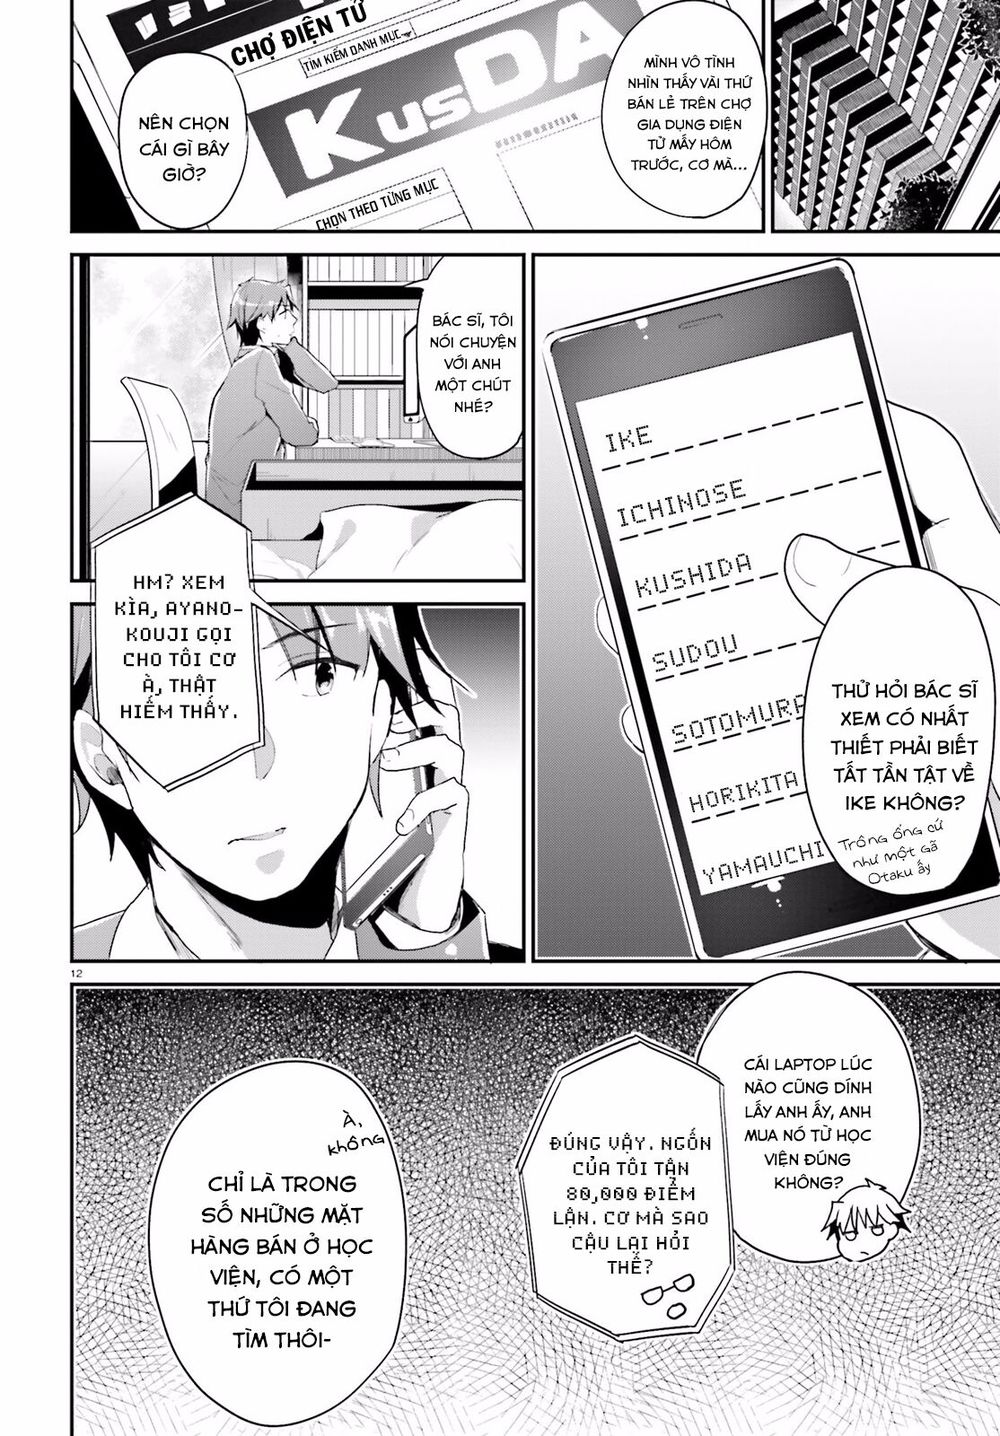 MÌNH VÔ TÌNH
NHÌN THẤY VÀI THỨ
BÁN LẺ TRÊN CHỢ
GIA DỤNG ĐIỆN
TỬ MẤY HÔM
TRƯỚC, CƠ MÀ...
CHỢ ĐIỆN TỬ
TÌM KIẾM DANH MỤC
KusDA
CHỌN THEO TỪNG MỤC
NÊN CHỌN
CÁI GÌ BÂY
GIỜ?
IKE
ICHINOSE
KUSHIDA
SUDOU
SOTOMURA
HORIKITA
YAMAUCHI
THỬ HỎI BÁC SĨ
XEM CÓ NHẤT
THIẾT PHẢI BIẾT
TẤT TẦN TẬT VỀ
IKE KHÔNG?
Trông ổng cứ
như một gã
Otaku ấy
BÁC SĨ, TÔI
NÓI CHUYỆN
VỚI ANH
MỘT CHÚT
NHÉ?
HM? XEM
KÌA, AYANO-
KOUJI GỌI
CHO TÔI CƠ
À, THẬT
HIẾM THẤY.
12
CÁI LAPTOP LÚC
NÀO CŨNG DÍNH
LẤY ANH ẤY, ANH
MUA NÓ TỪ HỌC
VIỆN ĐÚNG
KHÔNG?
ĐÚNG VẬY. NGỐN
CỦA TÔI TẬN
80,000 ĐIỂM
LẬN. CƠ MÀ SAO
CẬU LẠI HỎI
THẾ?
À,
không
CHỈ LÀ TRONG
SỐ NHỮNG MẶT
HÀNG BÁN Ở HỌC
VIỆN, CÓ MỘT
THỨ TÔI ĐANG
TÌM THÔI-